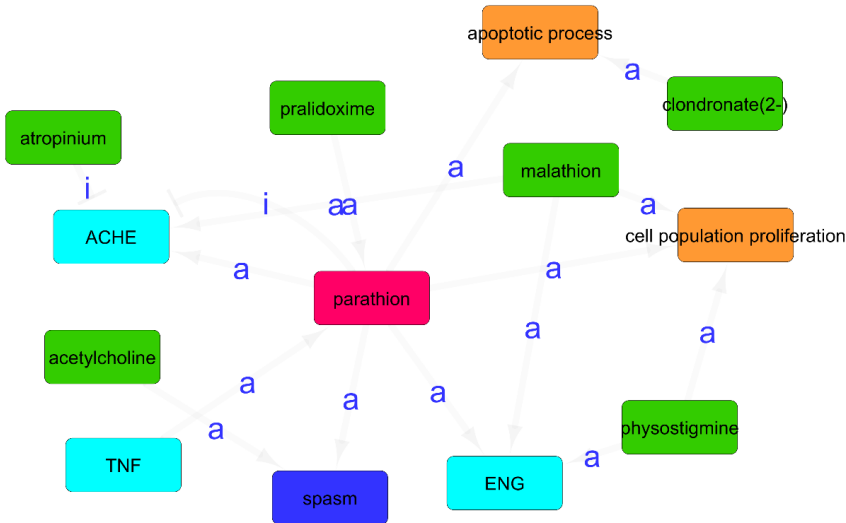 apoptotic process
a
clondronate(2-)
pralidoxime
atropinium
a
malathion
i
i
aa
a
ACHE
cell population proliferation
a
a
parathion
a
a
acetylcholine
a
a
a
a
physostigmine
TNF
a
ENG
spasm